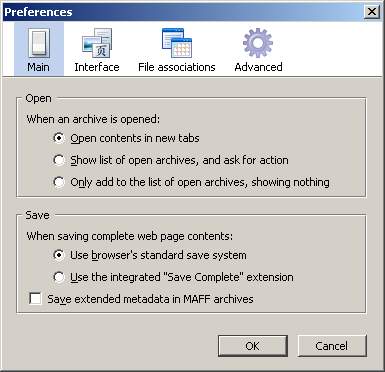 Preferences
Main Interface File associations Advanced
Open
When an archive is opened:
Open contents in new tabs
Show list of open archives, and ask for action
Only add to the list of open archives, showing nothing
Save
When saving complete web page contents:
Use browser's standard save system
Use the integrated "Save Complete" extension
Save extended metadata in MAFF archives
OK Cancel